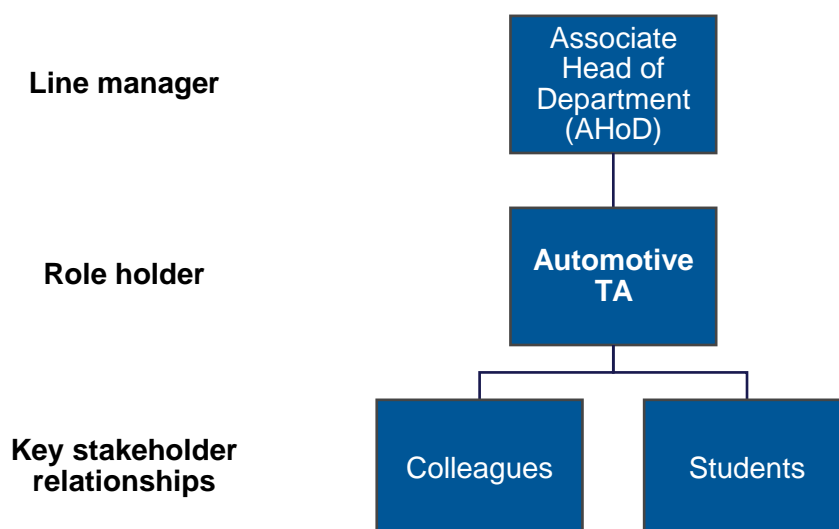 Line manager
Associate
Head of
Department
(AHoD)
Role holder
Automotive
TA
Key stakeholder
relationships
Colleagues
Students